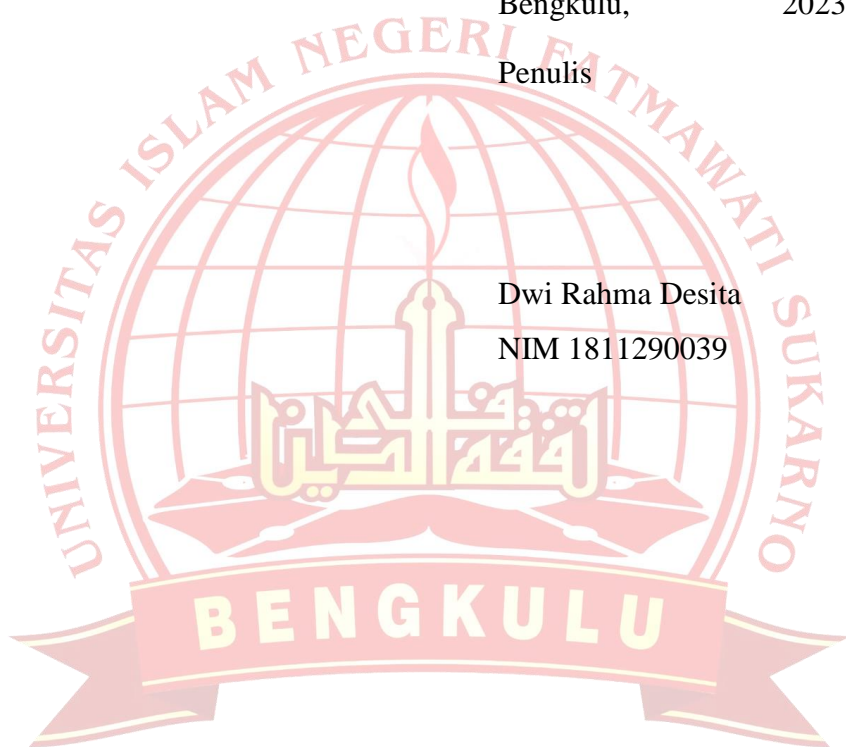 Bengkulu, 2023
Penulis
Dwi Rahma Desita
NIM 1811290039
UNIVERSITAS ISLAM NEGERI FATMAWATI SUKARNO
BENGKULU